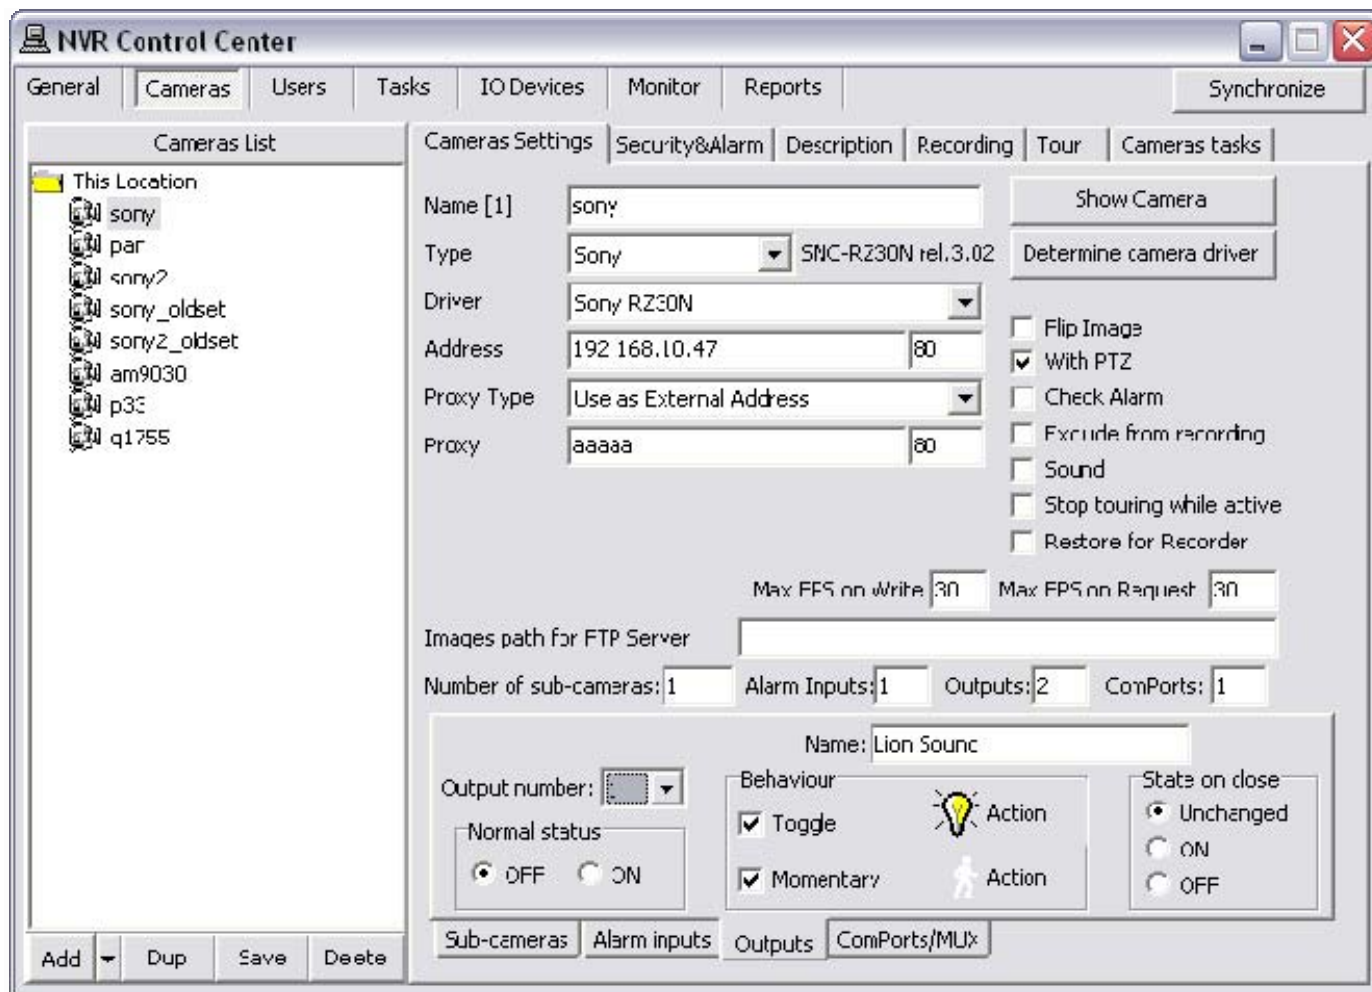 NVR Control Center
General Cameras Users Tasks IO Devices Monitor Reports Synchronize
Cameras List
This Location
sony
par
sony2
sony_oldset
sony2_oldset
am9030
p33
q1755
Add Dup Save Delete
Cameras Settings Security&Alarm Description Recording Tour Cameras tasks
Name [1] sony Show Camera
Type Sony SNC-RZ30N rel.3.02 Determine camera driver
Driver Sony RZ30N
Address 192 168.10.47 80
Proxy Type Use as External Address
Proxy aaaaa 80
Flip Image
With PTZ
Check Alarm
Exclude from recording
Sound
Stop touring while active
Restore for Recorder
Max FPS on Write 30 Max FPS on Request 30
Images path for FTP Server
Number of sub-cameras: 1 Alarm Inputs: 1 Outputs: 2 ComPorts: 1
Name: Lion Sound
Output number:
Normal status
OFF ON
Behaviour
Toggle Action
Momentary Action
State on close
Unchanged
ON
OFF
Sub-cameras Alarm inputs Outputs ComPorts/MUX